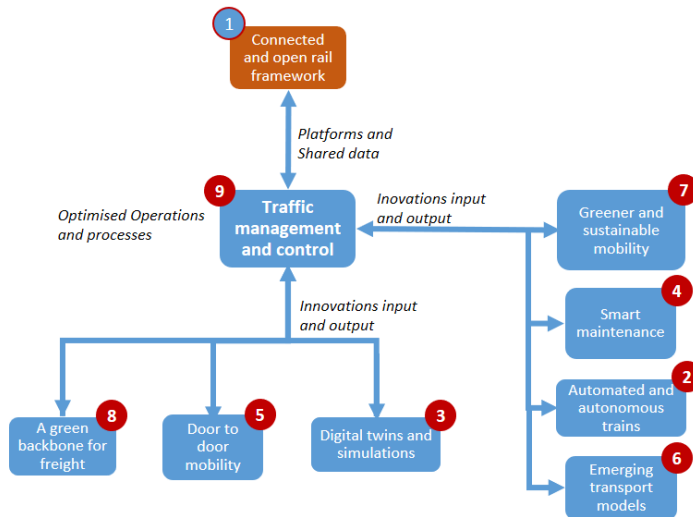 1
Connected
and open rail
framework
Platforms and
Shared data
9
Traffic
management
and control
Optimised Operations
and processes
Inovations input
and output
7
Greener and
sustainable
mobility
Innovations input
and output
4
Smart
maintenance
2
Automated and
autonomous
trains
6
Emerging
transport
models
8
A green
backbone for
freight
5
Door to
door
mobility
3
Digital twins and
simulations